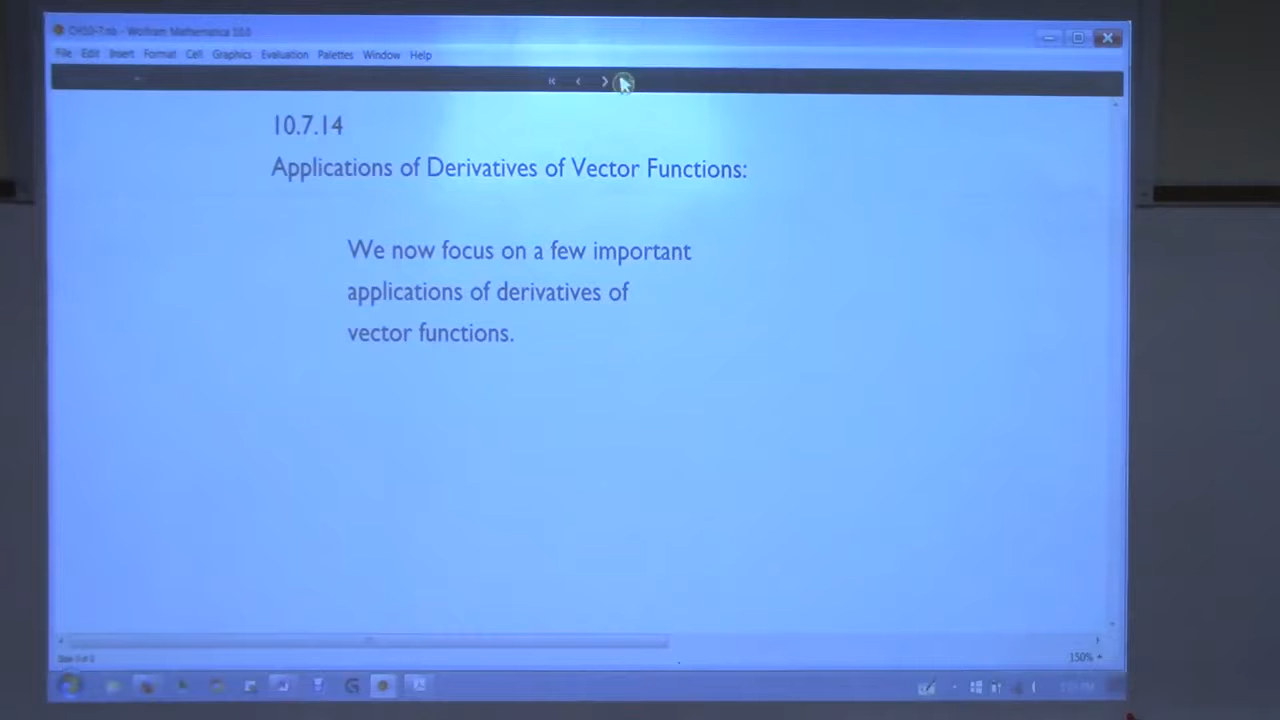 CH10-7.nb - Wolfram Mathematica 10.0
File Edit Insert Format Cell Graphics Evaluation Palettes Window Help
10.7.14
Applications of Derivatives of Vector Functions:
We now focus on a few important
applications of derivatives of
vector functions.
150%